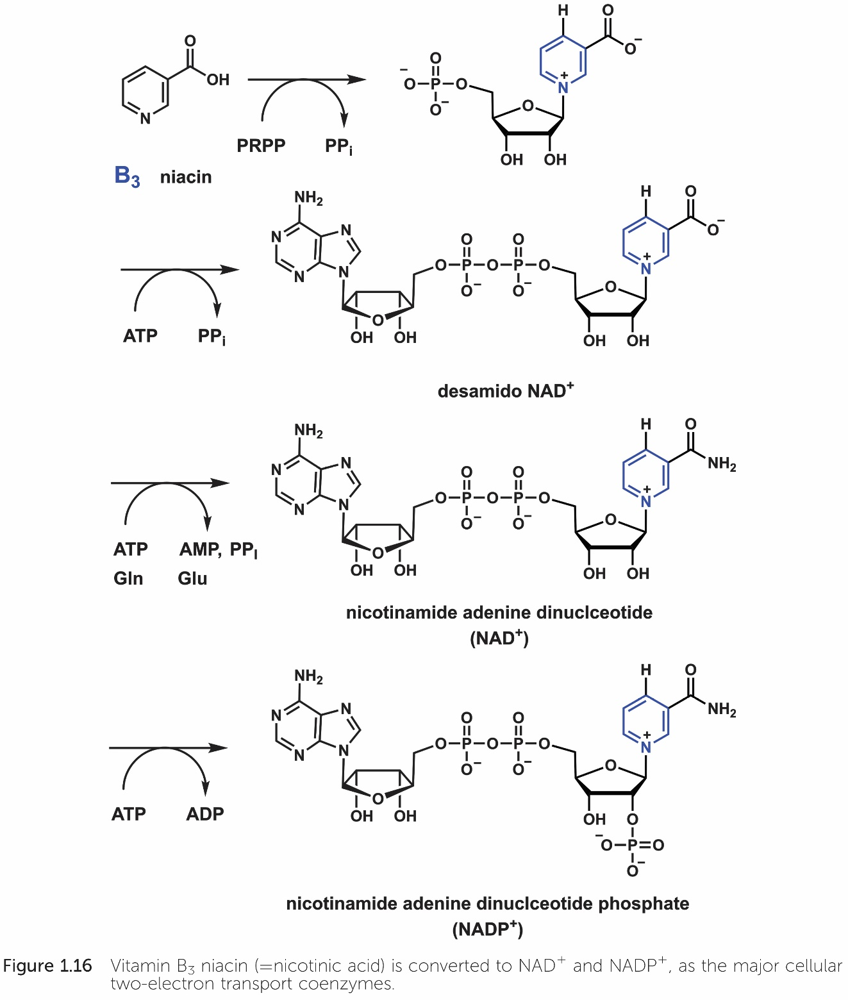 H O
O
O
O⁻
⁻O–P–O
N⁺
OH
O⁻
O
N
PRPP PPᵢ
OH OH
B₃ niacin
NH₂
H O
N N
O O
O⁻
N N
O–P–O–P–O
N⁺
O⁻ O⁻
O
O
ATP PPᵢ
OH OH
OH OH
desamido NAD⁺
NH₂
H O
N N
O O
NH₂
N N
O–P–O–P–O
N⁺
O⁻ O⁻
O
O
ATP AMP, PPI
OH OH
OH OH
Gln Glu
nicotinamide adenine dinuclceotide
(NAD⁺)
NH₂
H O
N N
O O
NH₂
N N
O–P–O–P–O
N⁺
O⁻ O⁻
O
O
ATP ADP
OH OH
OH O
⁻O–P=O
O⁻
nicotinamide adenine dinuclceotide phosphate
(NADP⁺)
Figure 1.16 Vitamin B₃ niacin (=nicotinic acid) is converted to NAD⁺ and NADP⁺, as the major cellular
two-electron transport coenzymes.